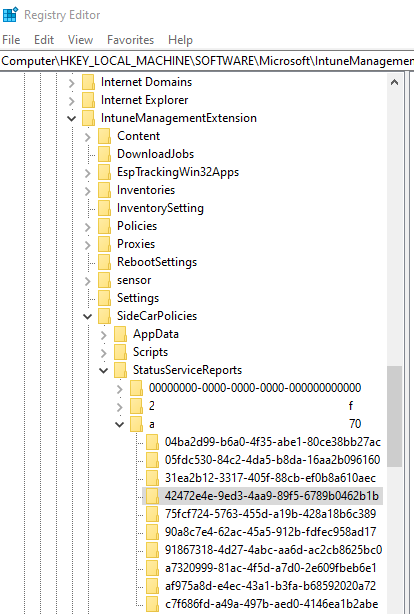 Registry Editor
File Edit View Favorites Help
Computer\HKEY_LOCAL_MACHINE\SOFTWARE\Microsoft\IntuneManagemer
Internet Domains
Internet Explorer
IntuneManagementExtension
Content
DownloadJobs
EspTrackingWin32Apps
Inventories
InventorySetting
Policies
Proxies
RebootSettings
sensor
Settings
SideCarPolicies
AppData
Scripts
StatusServiceReports
00000000-0000-0000-0000-000000000000
2 f
a 70
04ba2d99-b6a0-4f35-abe1-80ce38bb27ac
05fdc530-84c2-4da5-b8da-16aa2b096160
31ea2b12-3317-405f-88cb-ef0b8a610aec
42472e4e-9ed3-4aa9-89f5-6789b0462b1b
75fcf724-5763-455d-a19b-428a18b6c389
90a8c7e4-62ac-45a5-912b-fdfec958ad17
91867318-4d27-4abc-aa6d-ac2cb8625bc0
a7320999-81ac-4f5d-a7d0-2e609fbeb6e1
af975a8d-e4ec-43a1-b3fa-b68592020a72
c7f686fd-a49a-497b-aed0-4146ea1b2abe